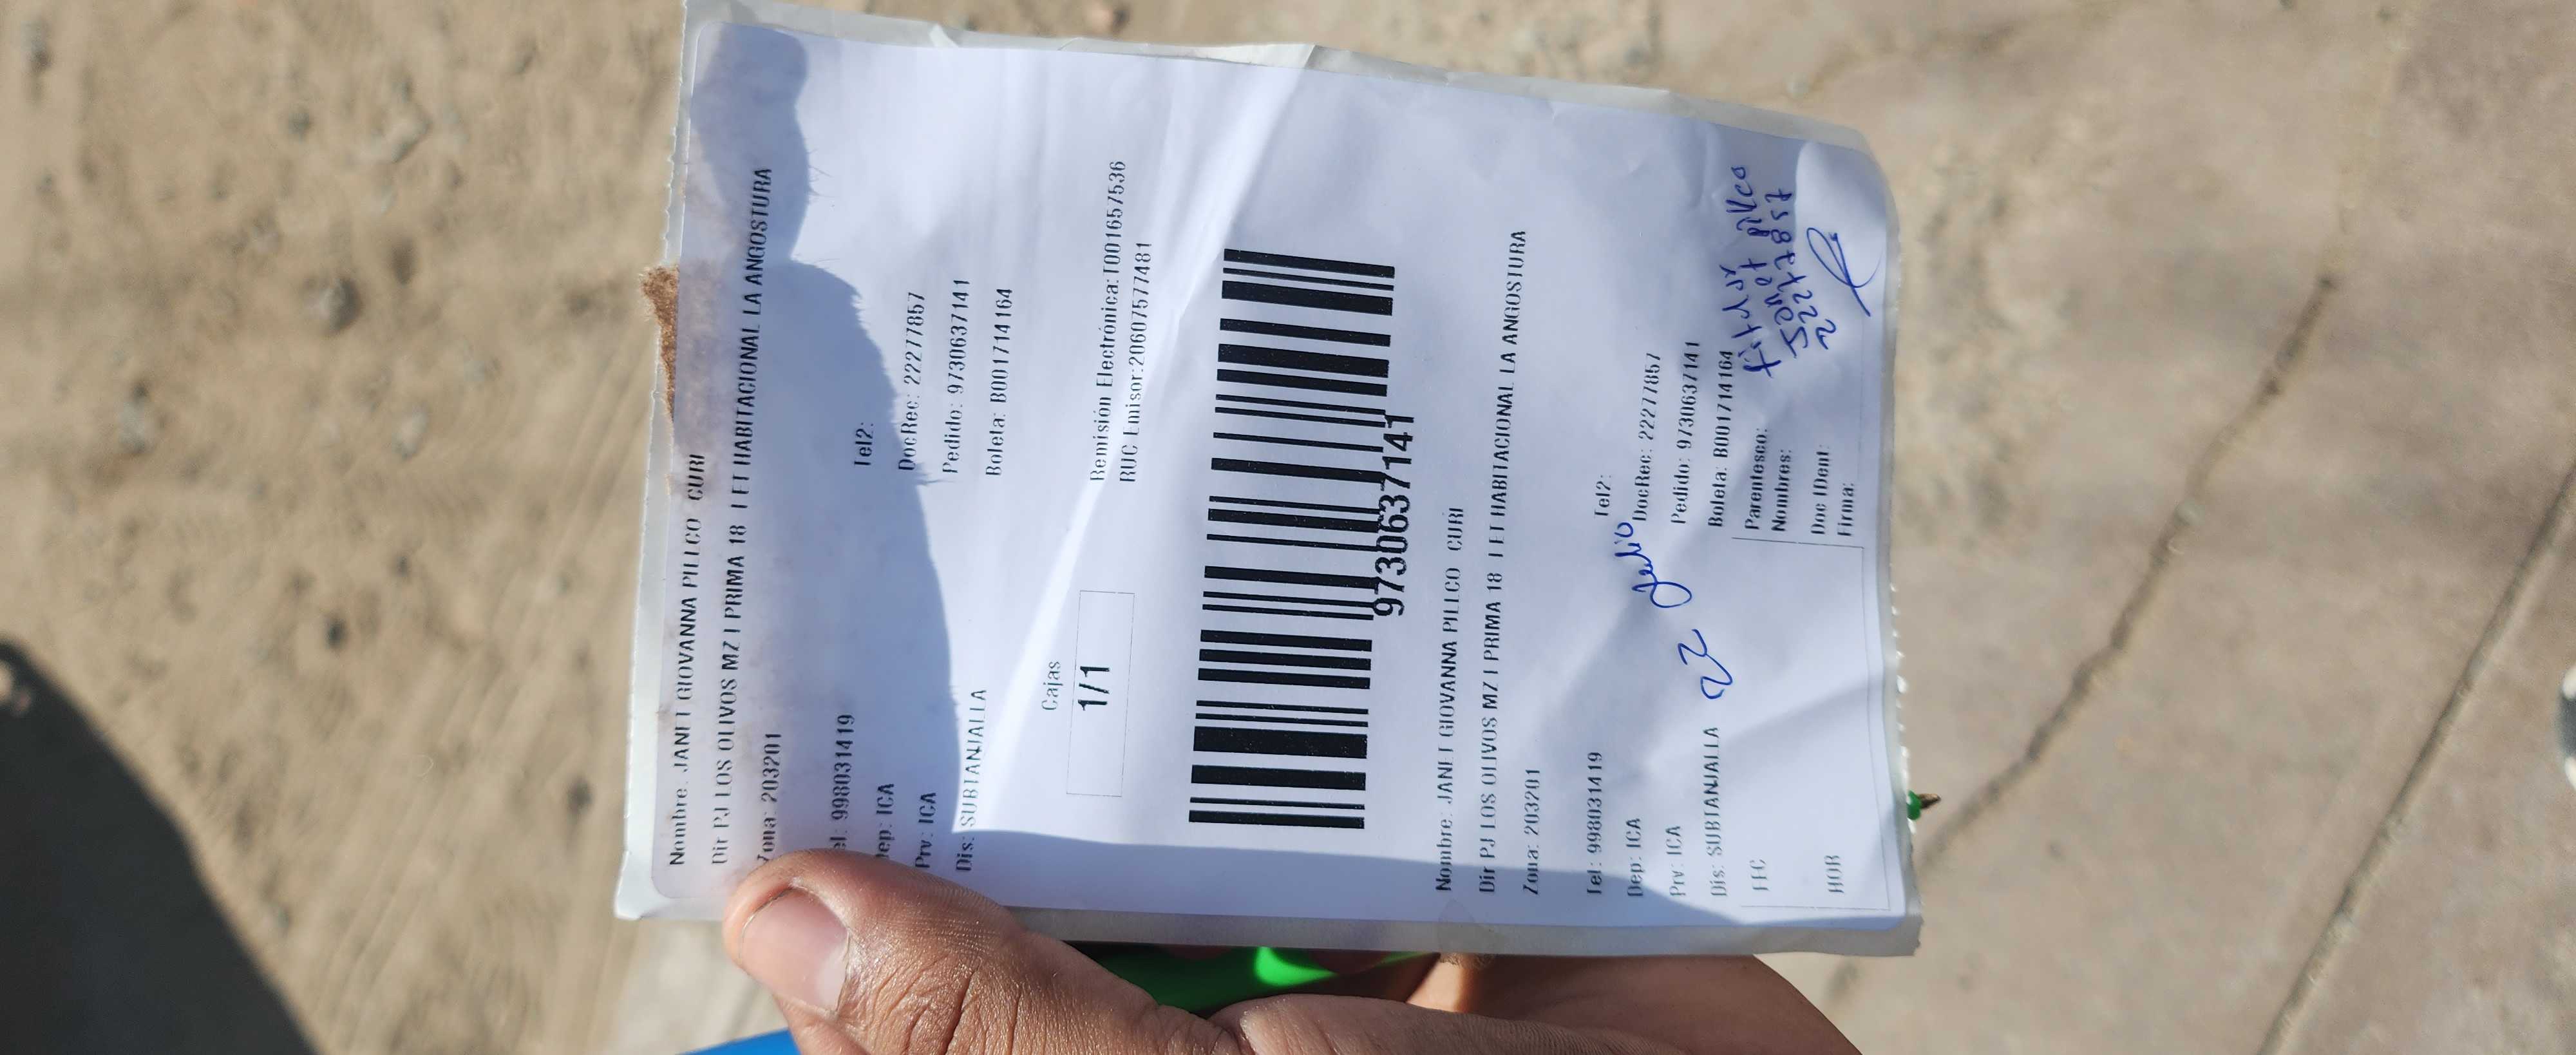 Nombre: JANET GIOVANNA PILLCO CURI
Dir PJ LOS OLIVOS MZ I PRIMA 18 1 ET HABITACIONAL LA ANGOSTURA
Zona: 203201
el: 998031419 Tel2:
Dep: ICA DocRec: 22277857
Prv: ICA Pedido: 9730637141
Dis: SUBTANJALLA Boleta: B001714164
Cajas
1/1
Remisión Electrónica:T001657536
RUC Emisor:20607577481
9730637141
Nombre: JANET GIOVANNA PILLCO CURI
Dir PJ LOS OLIVOS MZ I PRIMA 18 1 ET HABITACIONAL LA ANGOSTURA
Zona: 203201
Tel: 998031419 Tel2:
Dep: ICA DocRec: 22277857
Prv: ICA Pedido: 9730637141
Dis: SUBTANJALLA Boleta: B001714164
22 Julio
FEC Parentesco: titular
Nombres: Janet pillco
Doc IDent: 22277857
HOR Firma: